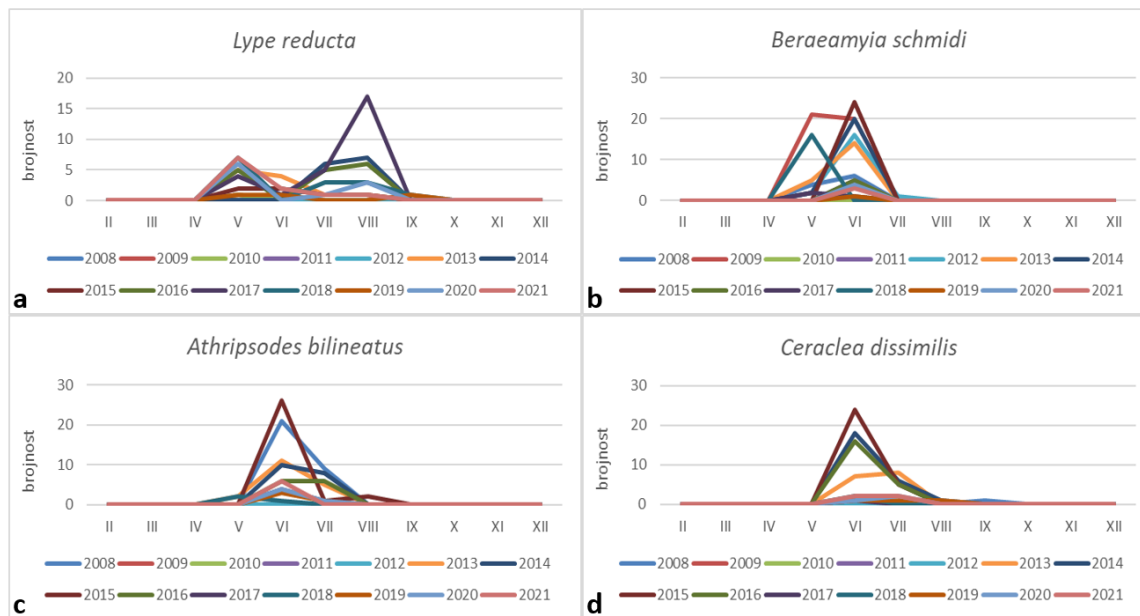 Lype reducta
brojnost
20
15
10
5
0
II III IV V VI VII VIII IX X XI XII
2008 2009 2010 2011 2012 2013 2014
2015 2016 2017 2018 2019 2020 2021
a
Beraeamyia schmidi
brojnost
30
20
10
0
II III IV V VI VII VIII IX X XI XII
2008 2009 2010 2011 2012 2013 2014
2015 2016 2017 2018 2019 2020 2021
b
Athripsodes bilineatus
brojnost
30
20
10
0
II III IV V VI VII VIII IX X XI XII
2008 2009 2010 2011 2012 2013 2014
2015 2016 2017 2018 2019 2020 2021
c
Ceraclea dissimilis
brojnost
30
20
10
0
II III IV V VI VII VIII IX X XI XII
2008 2009 2010 2011 2012 2013 2014
2015 2016 2017 2018 2019 2020 2021
d